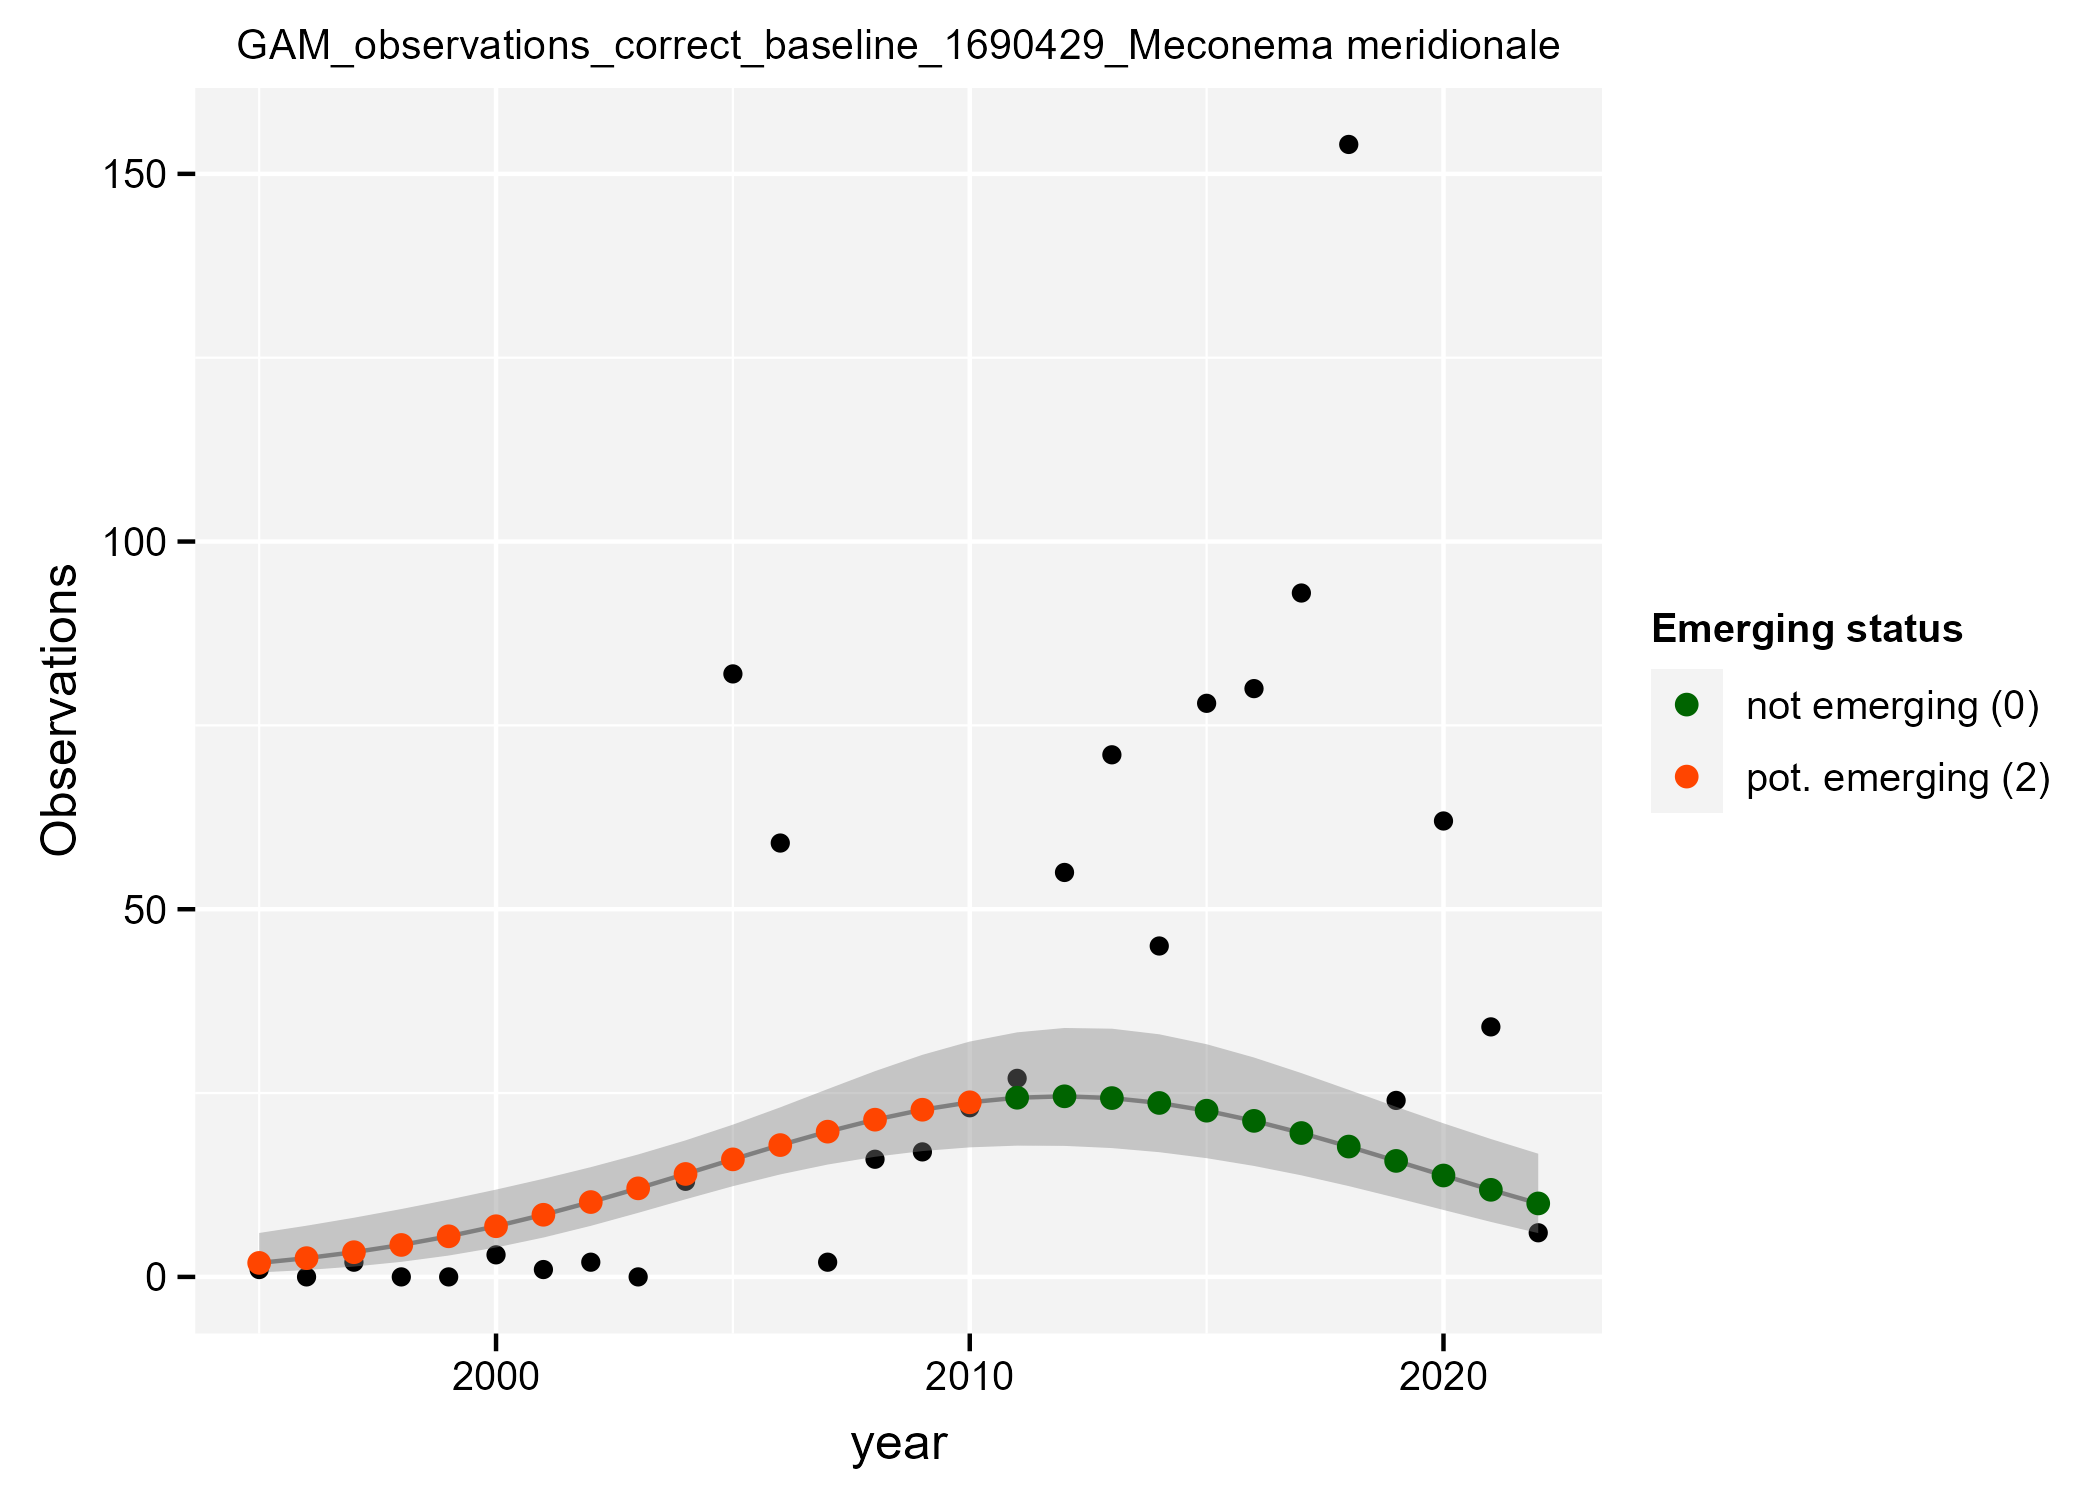 GAM_observations_correct_baseline_1690429_Meconema meridionale
150
100
50
0
Observations
2000
2010
2020
year
Emerging status
not emerging (0)
pot. emerging (2)